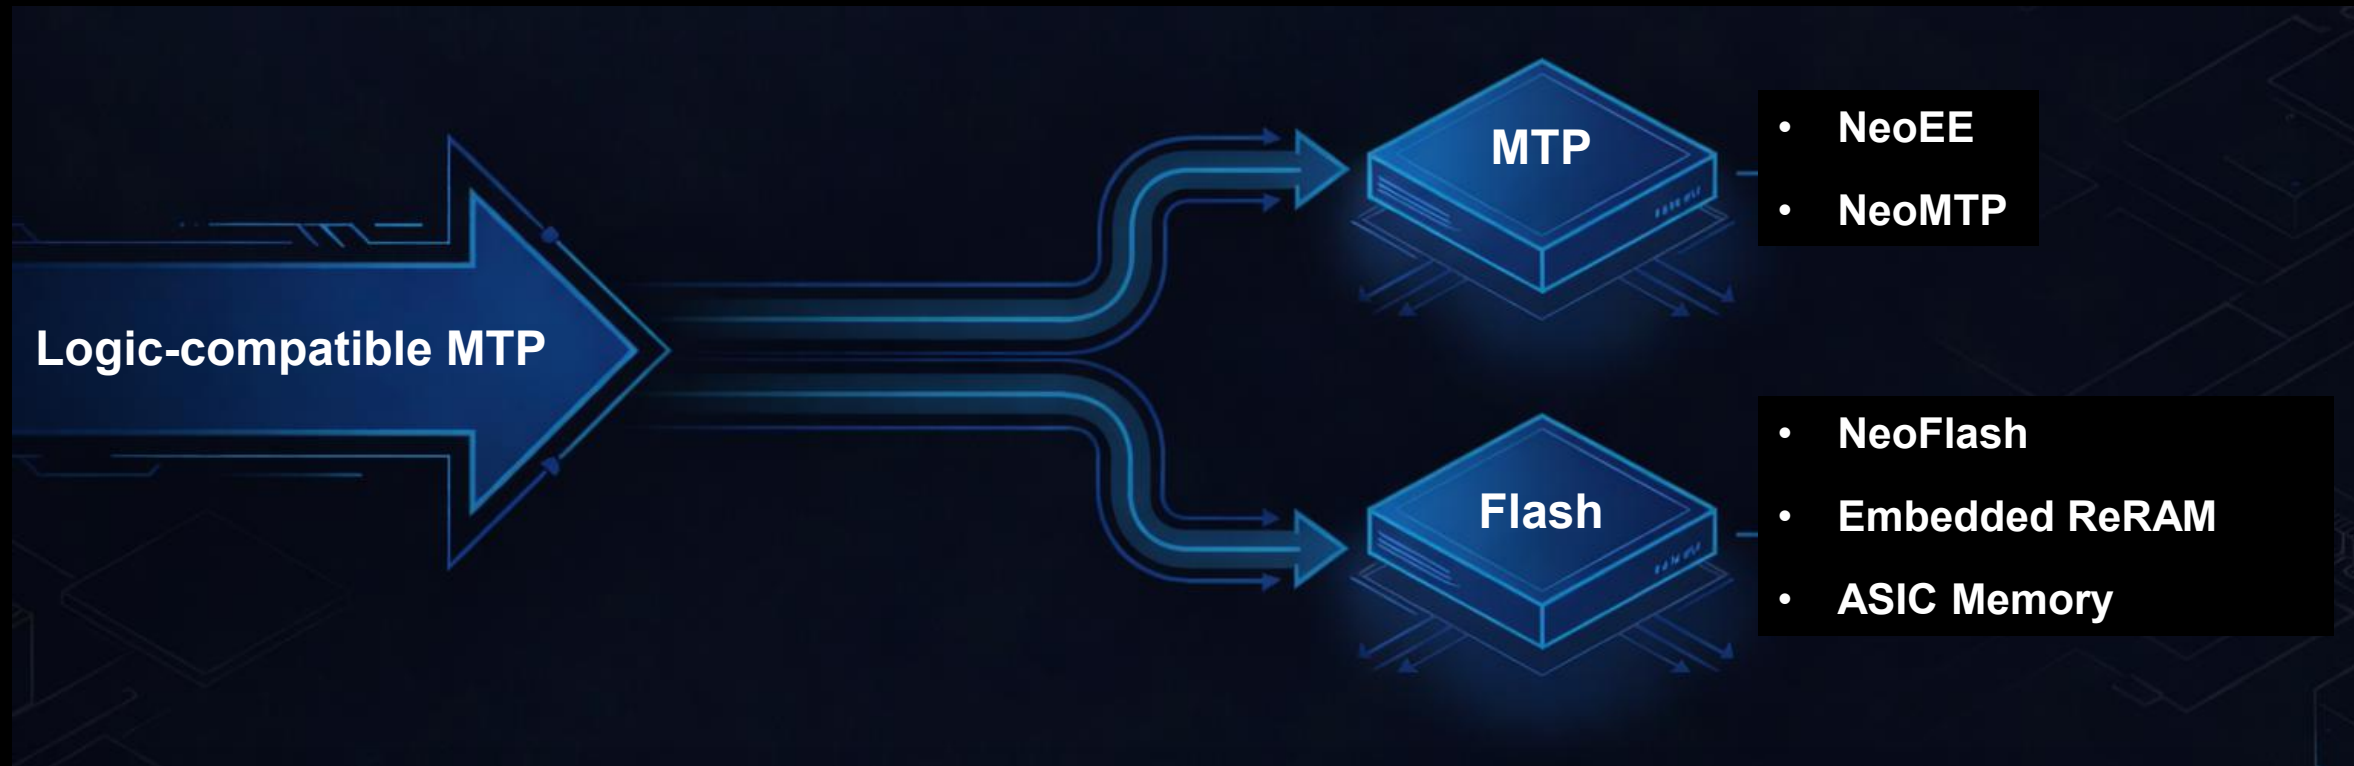 Logic-compatible MTP
MTP
• NeoEE
• NeoMTP
Flash
• NeoFlash
• Embedded ReRAM
• ASIC Memory